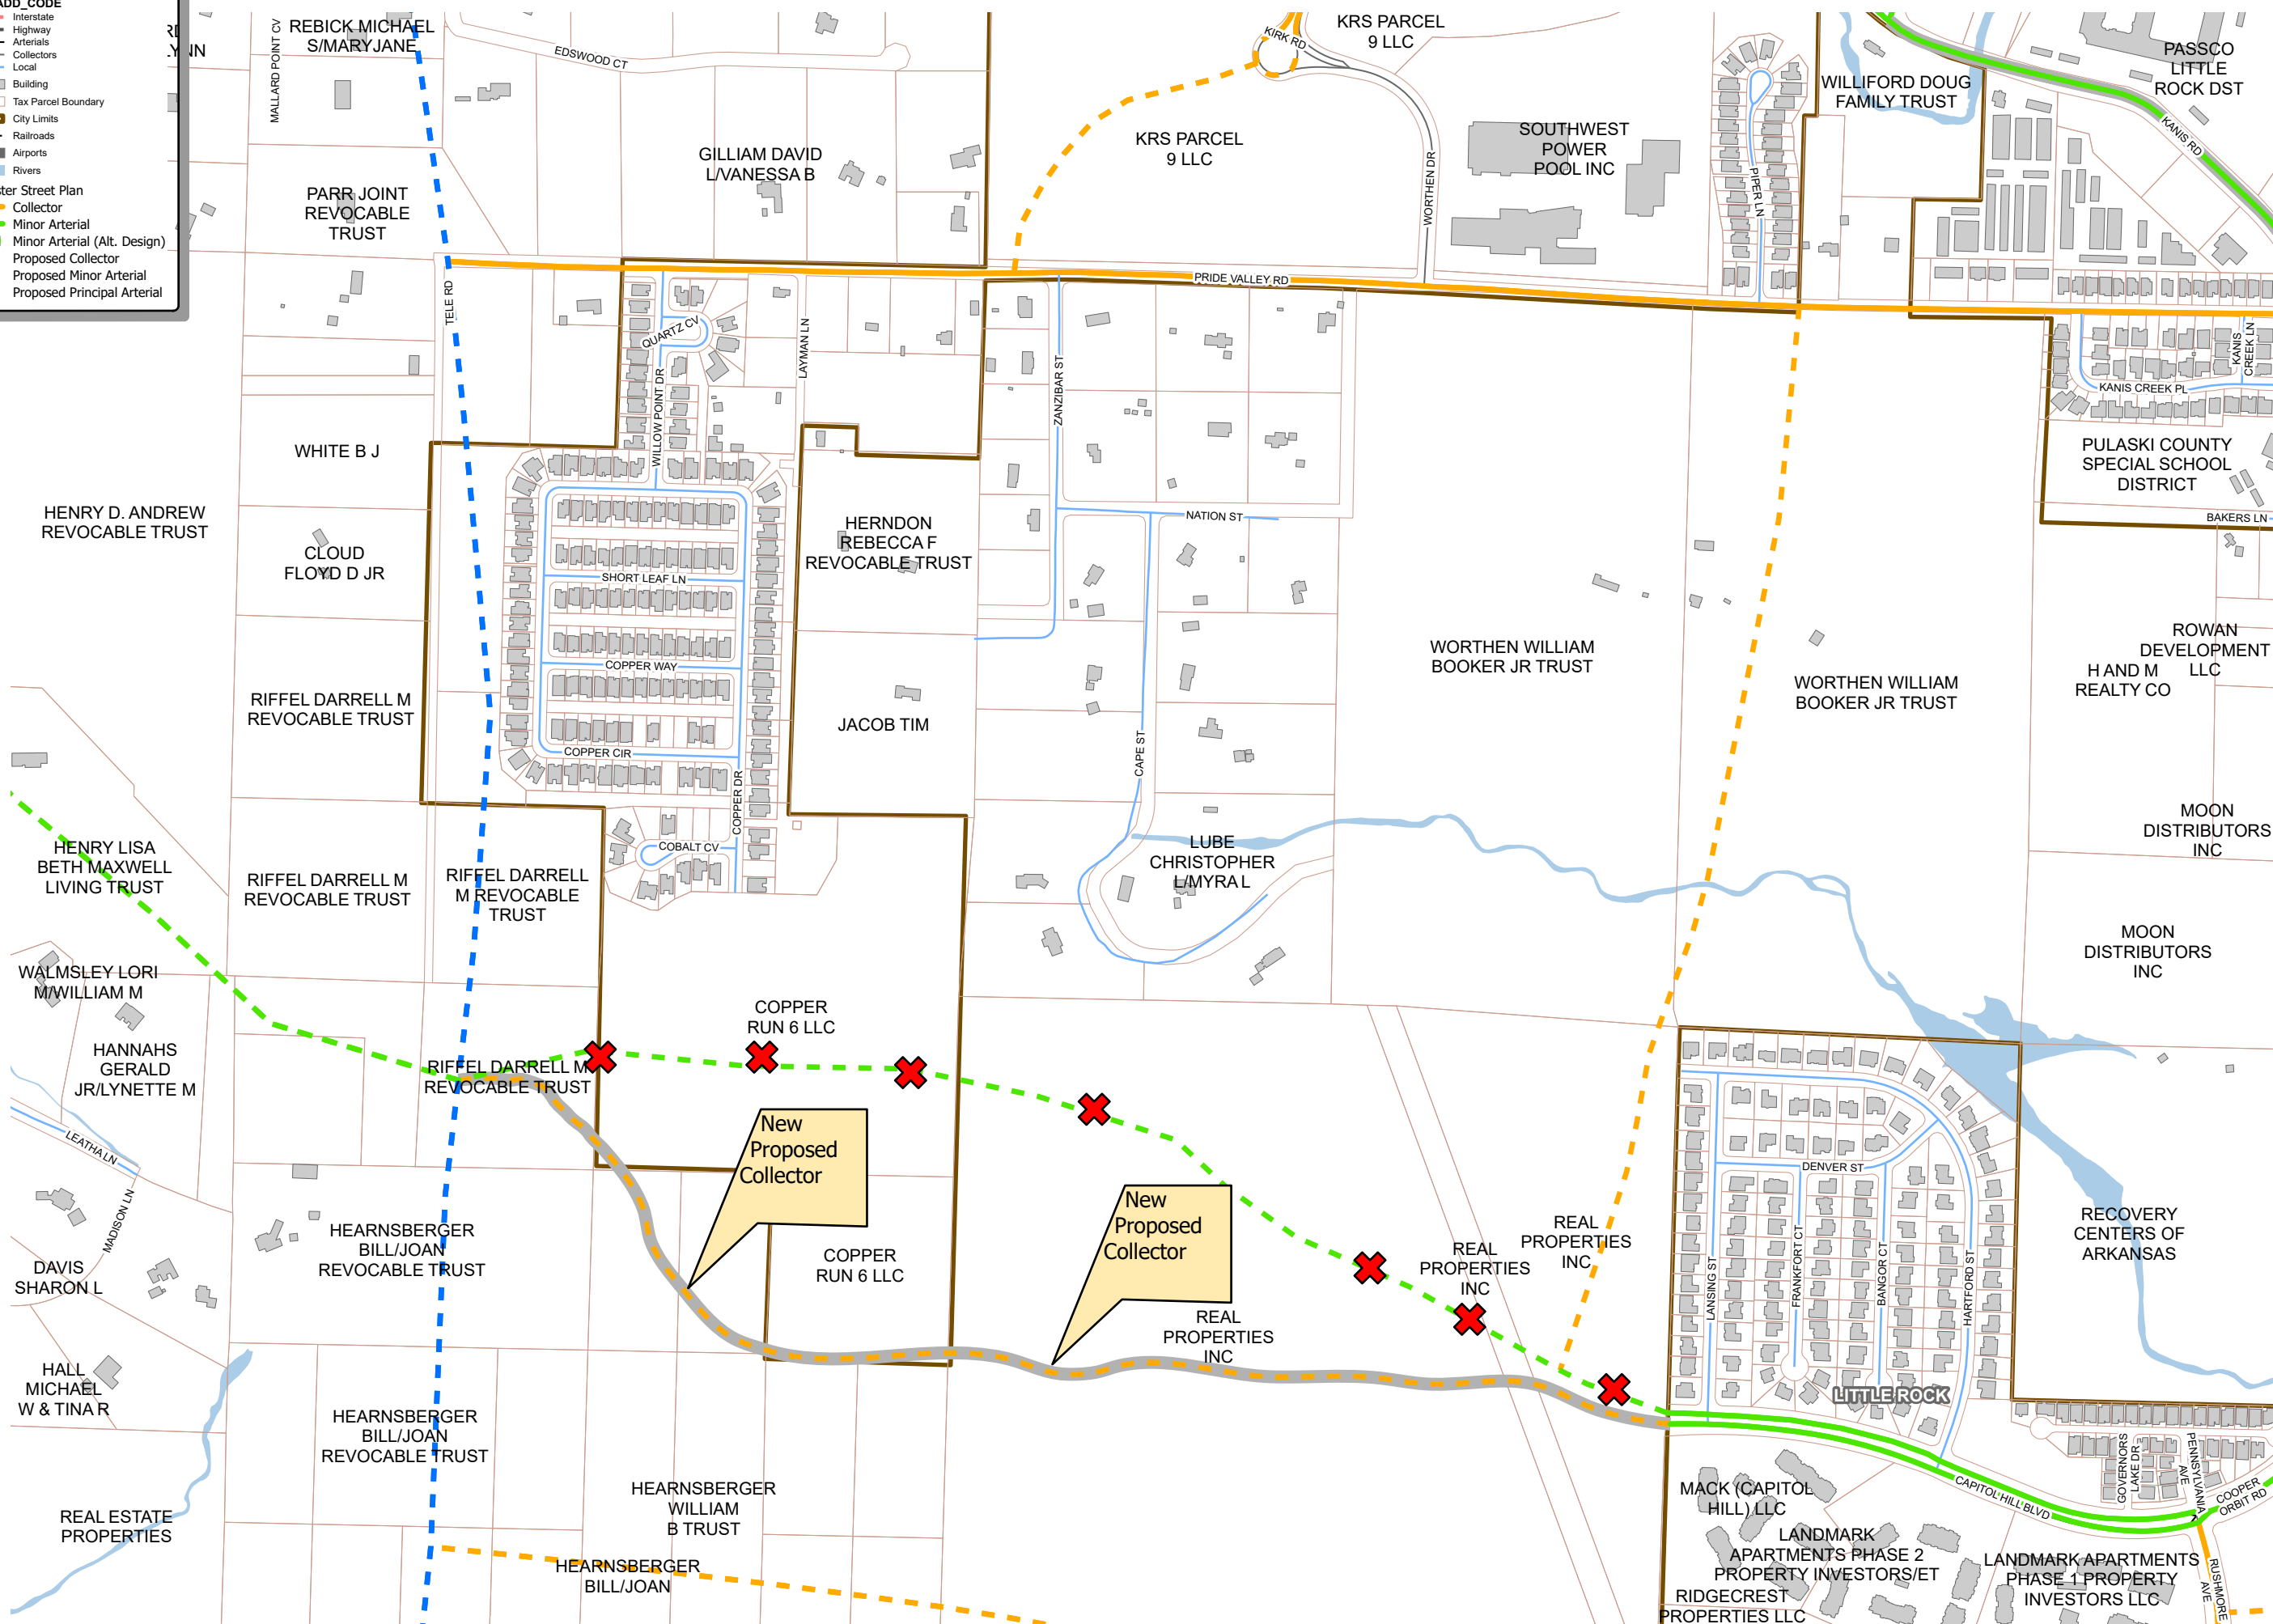 ADD_CODE
Interstate
Highway
Arterials
Collectors
Local
Building
Tax Parcel Boundary
City Limits
Railroads
Airports
Rivers
ter Street Plan
Collector
Minor Arterial
Minor Arterial (Alt. Design)
Proposed Collector
Proposed Minor Arterial
Proposed Principal Arterial
MALLARD POINT CV
REBICK MICHAEL
S/MARYJANE
EDSWOOD CT
KIRK RD
KRS PARCEL
9 LLC
PASSCO
LITTLE
ROCK DST
WILLIFORD DOUG
FAMILY TRUST
KANIS RD
GILLIAM DAVID
L/VANESSA B
KRS PARCEL
9 LLC
WORTHEN DR
SOUTHWEST
POWER
POOL INC
PIPER LN
PARR JOINT
REVOCABLE
TRUST
PRIDE VALLEY RD
TELE RD
QUARTZ CV
WILLOW POINT DR
LAYMAN LN
ZANZIBAR ST
KANIS
CREEK LN
KANIS CREEK PL
WHITE B J
PULASKI COUNTY
SPECIAL SCHOOL
DISTRICT
BAKERS LN
HENRY D. ANDREW
REVOCABLE TRUST
CLOUD
FLOYD D JR
HERNDON
REBECCA F
REVOCABLE TRUST
NATION ST
SHORT LEAF LN
COPPER WAY
COPPER CIR
COPPER DR
COBALT CV
RIFFEL DARRELL M
REVOCABLE TRUST
JACOB TIM
CAPE ST
WORTHEN WILLIAM
BOOKER JR TRUST
WORTHEN WILLIAM
BOOKER JR TRUST
ROWAN
DEVELOPMENT
LLC
H AND M
REALTY CO
MOON
DISTRIBUTORS
INC
HENRY LISA
BETH MAXWELL
LIVING TRUST
RIFFEL DARRELL M
REVOCABLE TRUST
RIFFEL DARRELL
M REVOCABLE
TRUST
LUBE
CHRISTOPHER
L/MYRA L
MOON
DISTRIBUTORS
INC
WALMSLEY LORI
M/WILLIAM M
HANNAHS
GERALD
JR/LYNETTE M
COPPER
RUN 6 LLC
RIFFEL DARRELL M
REVOCABLE TRUST
LEATHA LN
MADISON LN
New
Proposed
Collector
New
Proposed
Collector
DENVER ST
LANSING ST
FRANKFORT CT
BANGOR CT
HARTFORD ST
RECOVERY
CENTERS OF
ARKANSAS
HEARNSBERGER
BILL/JOAN
REVOCABLE TRUST
DAVIS
SHARON L
COPPER
RUN 6 LLC
REAL
PROPERTIES
INC
REAL
PROPERTIES
INC
REAL
PROPERTIES
INC
HALL
MICHAEL
W & TINA R
LITTLE ROCK
HEARNSBERGER
BILL/JOAN
REVOCABLE TRUST
HEARNSBERGER
WILLIAM
B TRUST
REAL ESTATE
PROPERTIES
HEARNSBERGER
BILL/JOAN
CAPITOL HILL BLVD
GOVERNORS
LAKE DR
PENNSYLVANIA
AVE
COOPER
ORBIT RD
RUSHMORE
AVE
MACK (CAPITOL
HILL) LLC
LANDMARK
APARTMENTS PHASE 2
PROPERTY INVESTORS/ET
RIDGECREST
PROPERTIES LLC
LANDMARK APARTMENTS
PHASE 1 PROPERTY
INVESTORS LLC